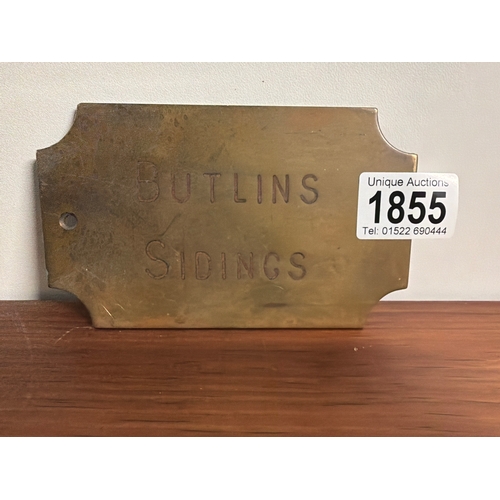 BUTLINS
SIDINGS
Unique Auctions
1855
Tel: 01522 690444